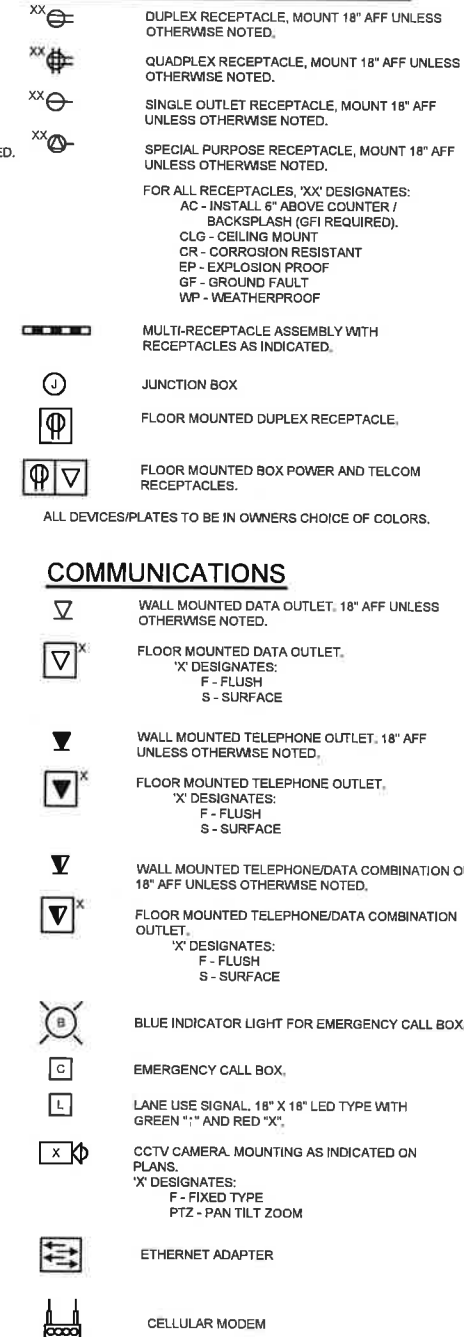 XX DUPLEX RECEPTACLE, MOUNT 18" AFF UNLESS
OTHERWISE NOTED.
XX QUADPLEX RECEPTACLE, MOUNT 18" AFF UNLESS
OTHERWISE NOTED.
XX SINGLE OUTLET RECEPTACLE, MOUNT 18" AFF
UNLESS OTHERWISE NOTED.
ED.
XX SPECIAL PURPOSE RECEPTACLE, MOUNT 18" AFF
UNLESS OTHERWISE NOTED.
FOR ALL RECEPTACLES, 'XX' DESIGNATES:
AC - INSTALL 6" ABOVE COUNTER /
BACKSPLASH (GFI REQUIRED).
CLG - CEILING MOUNT
CR - CORROSION RESISTANT
EP - EXPLOSION PROOF
GF - GROUND FAULT
WP - WEATHERPROOF
MULTI-RECEPTACLE ASSEMBLY WITH
RECEPTACLES AS INDICATED.
J JUNCTION BOX
FLOOR MOUNTED DUPLEX RECEPTACLE.
FLOOR MOUNTED BOX POWER AND TELCOM
RECEPTACLES.
ALL DEVICES/PLATES TO BE IN OWNERS CHOICE OF COLORS.
COMMUNICATIONS
WALL MOUNTED DATA OUTLET. 18" AFF UNLESS
OTHERWISE NOTED.
X FLOOR MOUNTED DATA OUTLET.
'X' DESIGNATES:
F - FLUSH
S - SURFACE
WALL MOUNTED TELEPHONE OUTLET. 18" AFF
UNLESS OTHERWISE NOTED.
X FLOOR MOUNTED TELEPHONE OUTLET.
'X' DESIGNATES:
F - FLUSH
S - SURFACE
WALL MOUNTED TELEPHONE/DATA COMBINATION
18" AFF UNLESS OTHERWISE NOTED.
X FLOOR MOUNTED TELEPHONE/DATA COMBINATION
OUTLET.
'X' DESIGNATES:
F - FLUSH
S - SURFACE
B BLUE INDICATOR LIGHT FOR EMERGENCY CALL BOX.
C EMERGENCY CALL BOX.
L LANE USE SIGNAL. 18" X 18" LED TYPE WITH
GREEN "↑" AND RED "X".
X CCTV CAMERA. MOUNTING AS INDICATED ON
PLANS.
'X' DESIGNATES:
F - FIXED TYPE
PTZ - PAN TILT ZOOM
ETHERNET ADAPTER
CELLULAR MODEM